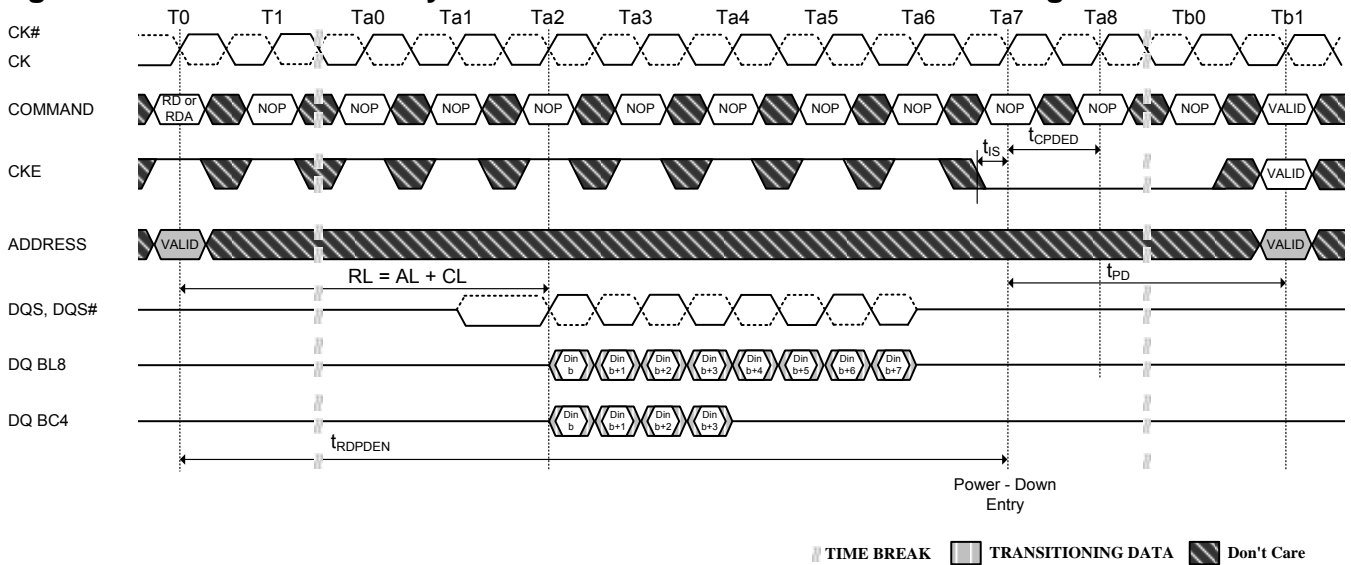 T0 T1 Ta0 Ta1 Ta2 Ta3 Ta4 Ta5 Ta6 Ta7 Ta8 Tb0 Tb1
CK#
CK
COMMAND
RD or
RDA
NOP NOP NOP NOP NOP NOP NOP NOP NOP NOP NOP VALID
tIS
tCPDED
CKE
VALID
ADDRESS
VALID VALID
RL = AL + CL
tPD
DQS, DQS#
DQ BL8
Din Din Din Din Din Din Din Din
b b+1 b+2 b+3 b+4 b+5 b+6 b+7
DQ BC4
Din Din Din Din
b b+1 b+2 b+3
tRDPDEN
Power - Down
Entry
TIME BREAK TRANSITIONING DATA Don't Care